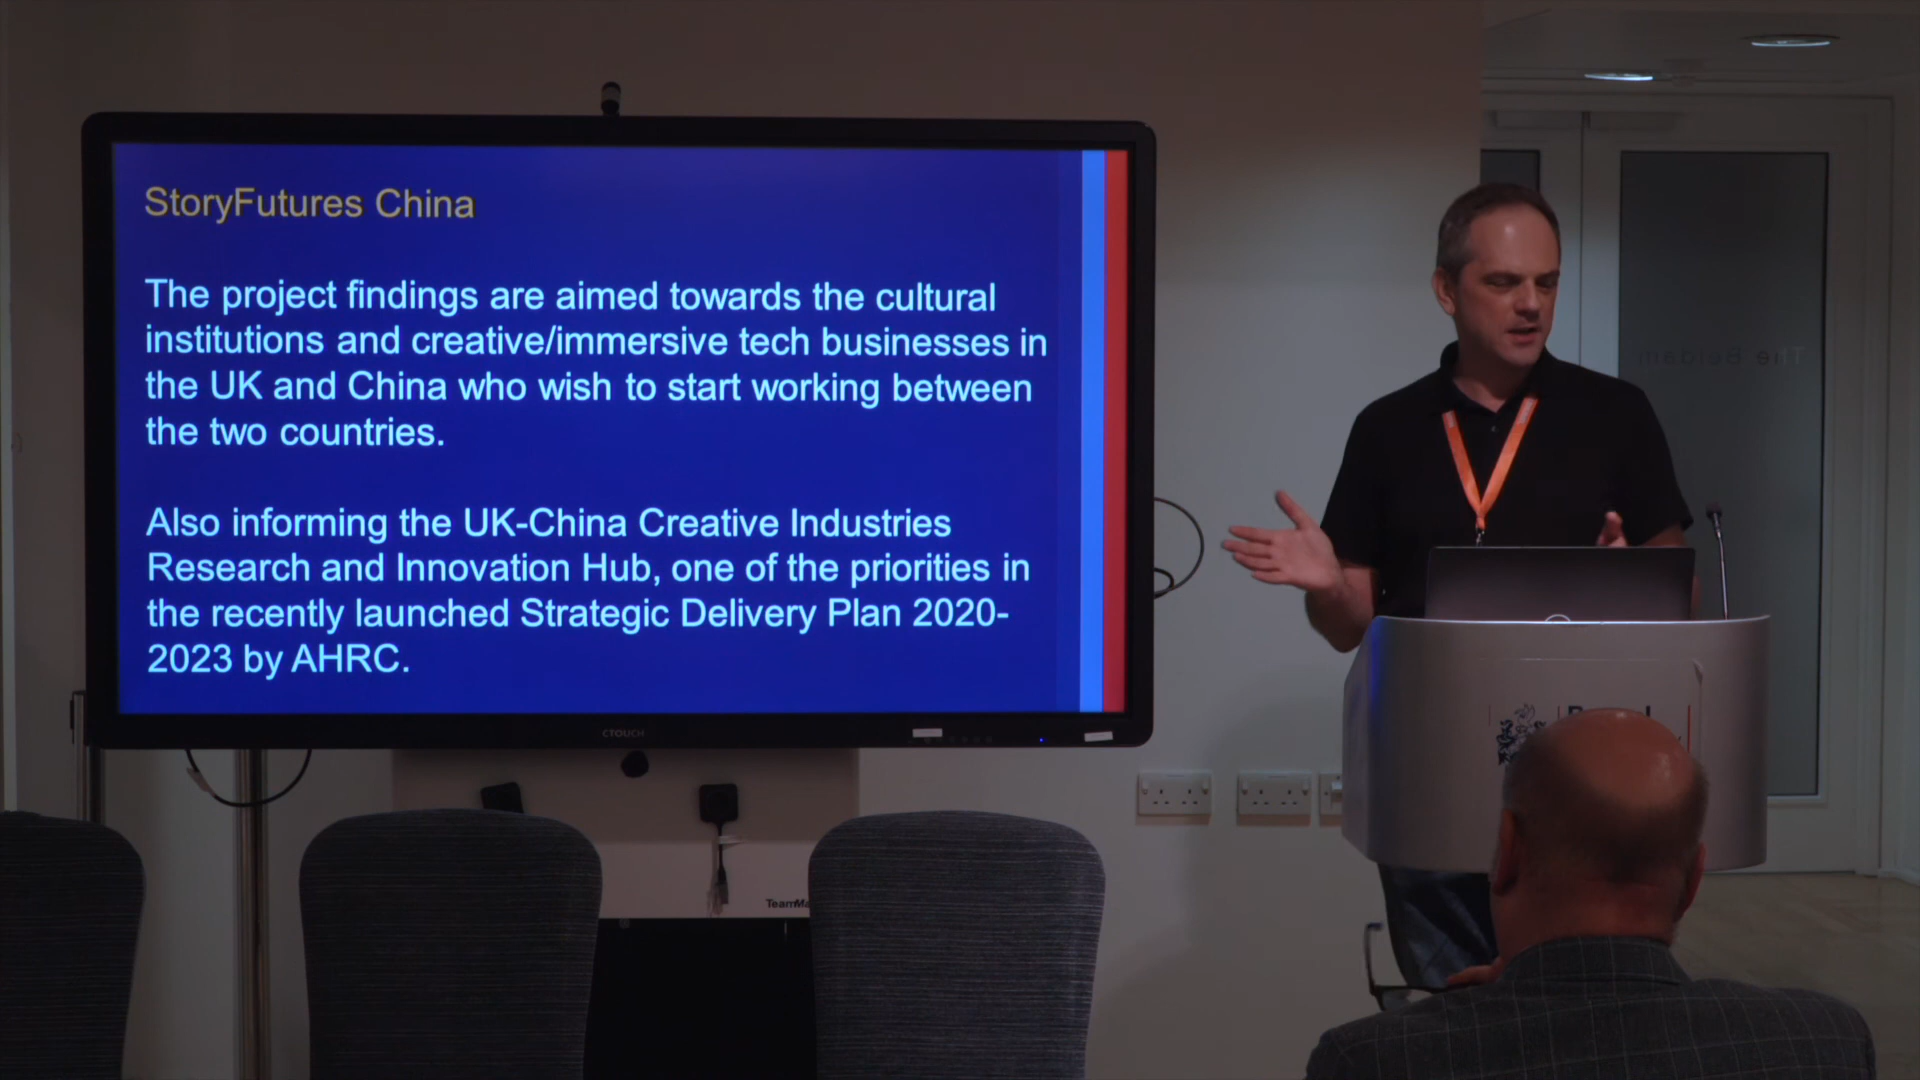 StoryFutures China
The project findings are aimed towards the cultural
institutions and creative/immersive tech businesses in
the UK and China who wish to start working between
the two countries.
Also informing the UK-China Creative Industries
Research and Innovation Hub, one of the priorities in
the recently launched Strategic Delivery Plan 2020-
2023 by AHRC.
CTOUCH